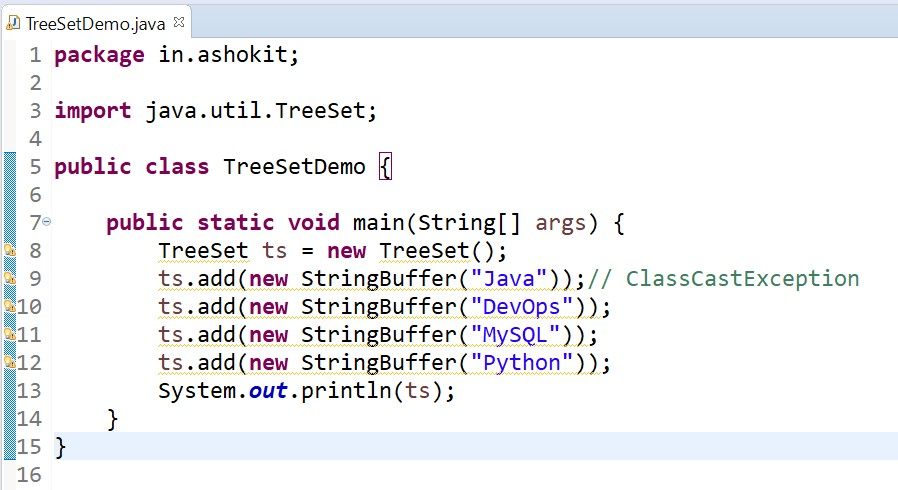 TreeSetDemo.java
1 package in.ashokit;
2
3 import java.util.TreeSet;
4
5 public class TreeSetDemo {
6
7     public static void main(String[] args) {
8         TreeSet ts = new TreeSet();
9         ts.add(new StringBuffer("Java"));// ClassCastException
10         ts.add(new StringBuffer("DevOps"));
11         ts.add(new StringBuffer("MySQL"));
12         ts.add(new StringBuffer("Python"));
13         System.out.println(ts);
14     }
15 }
16